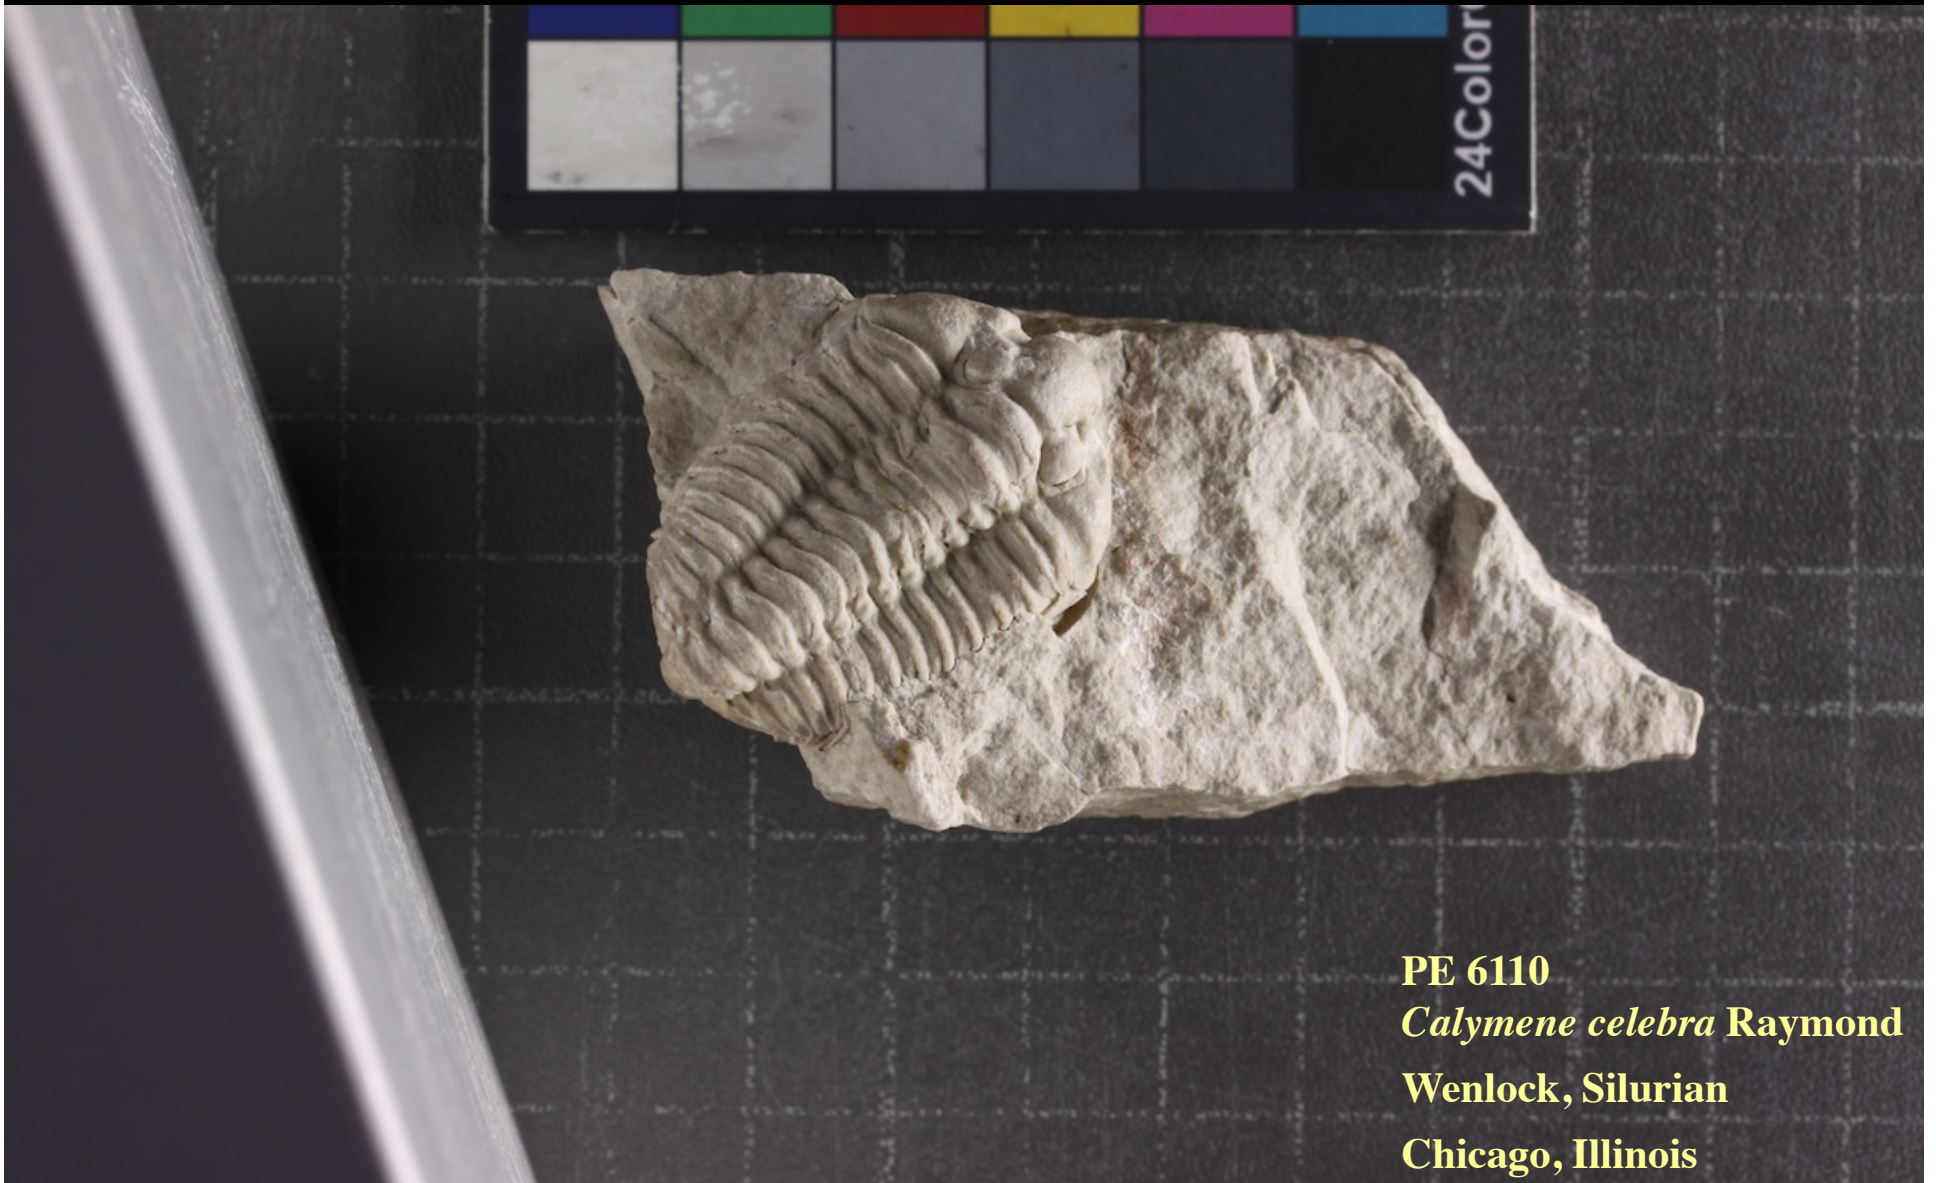 24Color
PE 6110
Calymene celebra Raymond
Wenlock, Silurian
Chicago, Illinois